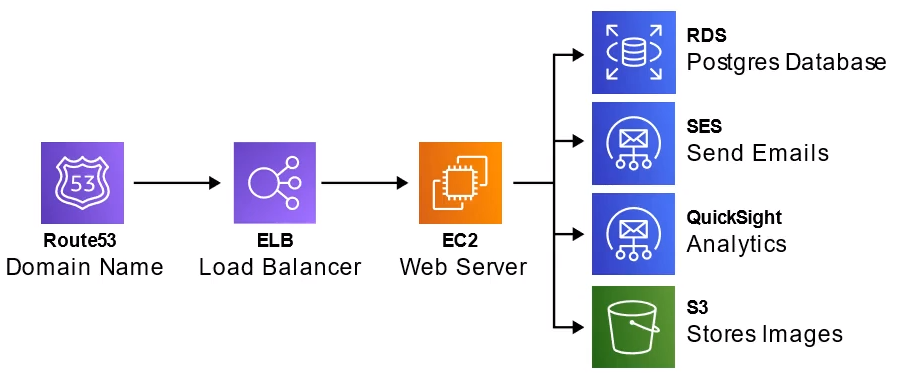 RDS
Postgres Database
SES
Send Emails
53
Route53
Domain Name
ELB
Load Balancer
EC2
Web Server
QuickSight
Analytics
S3
Stores Images